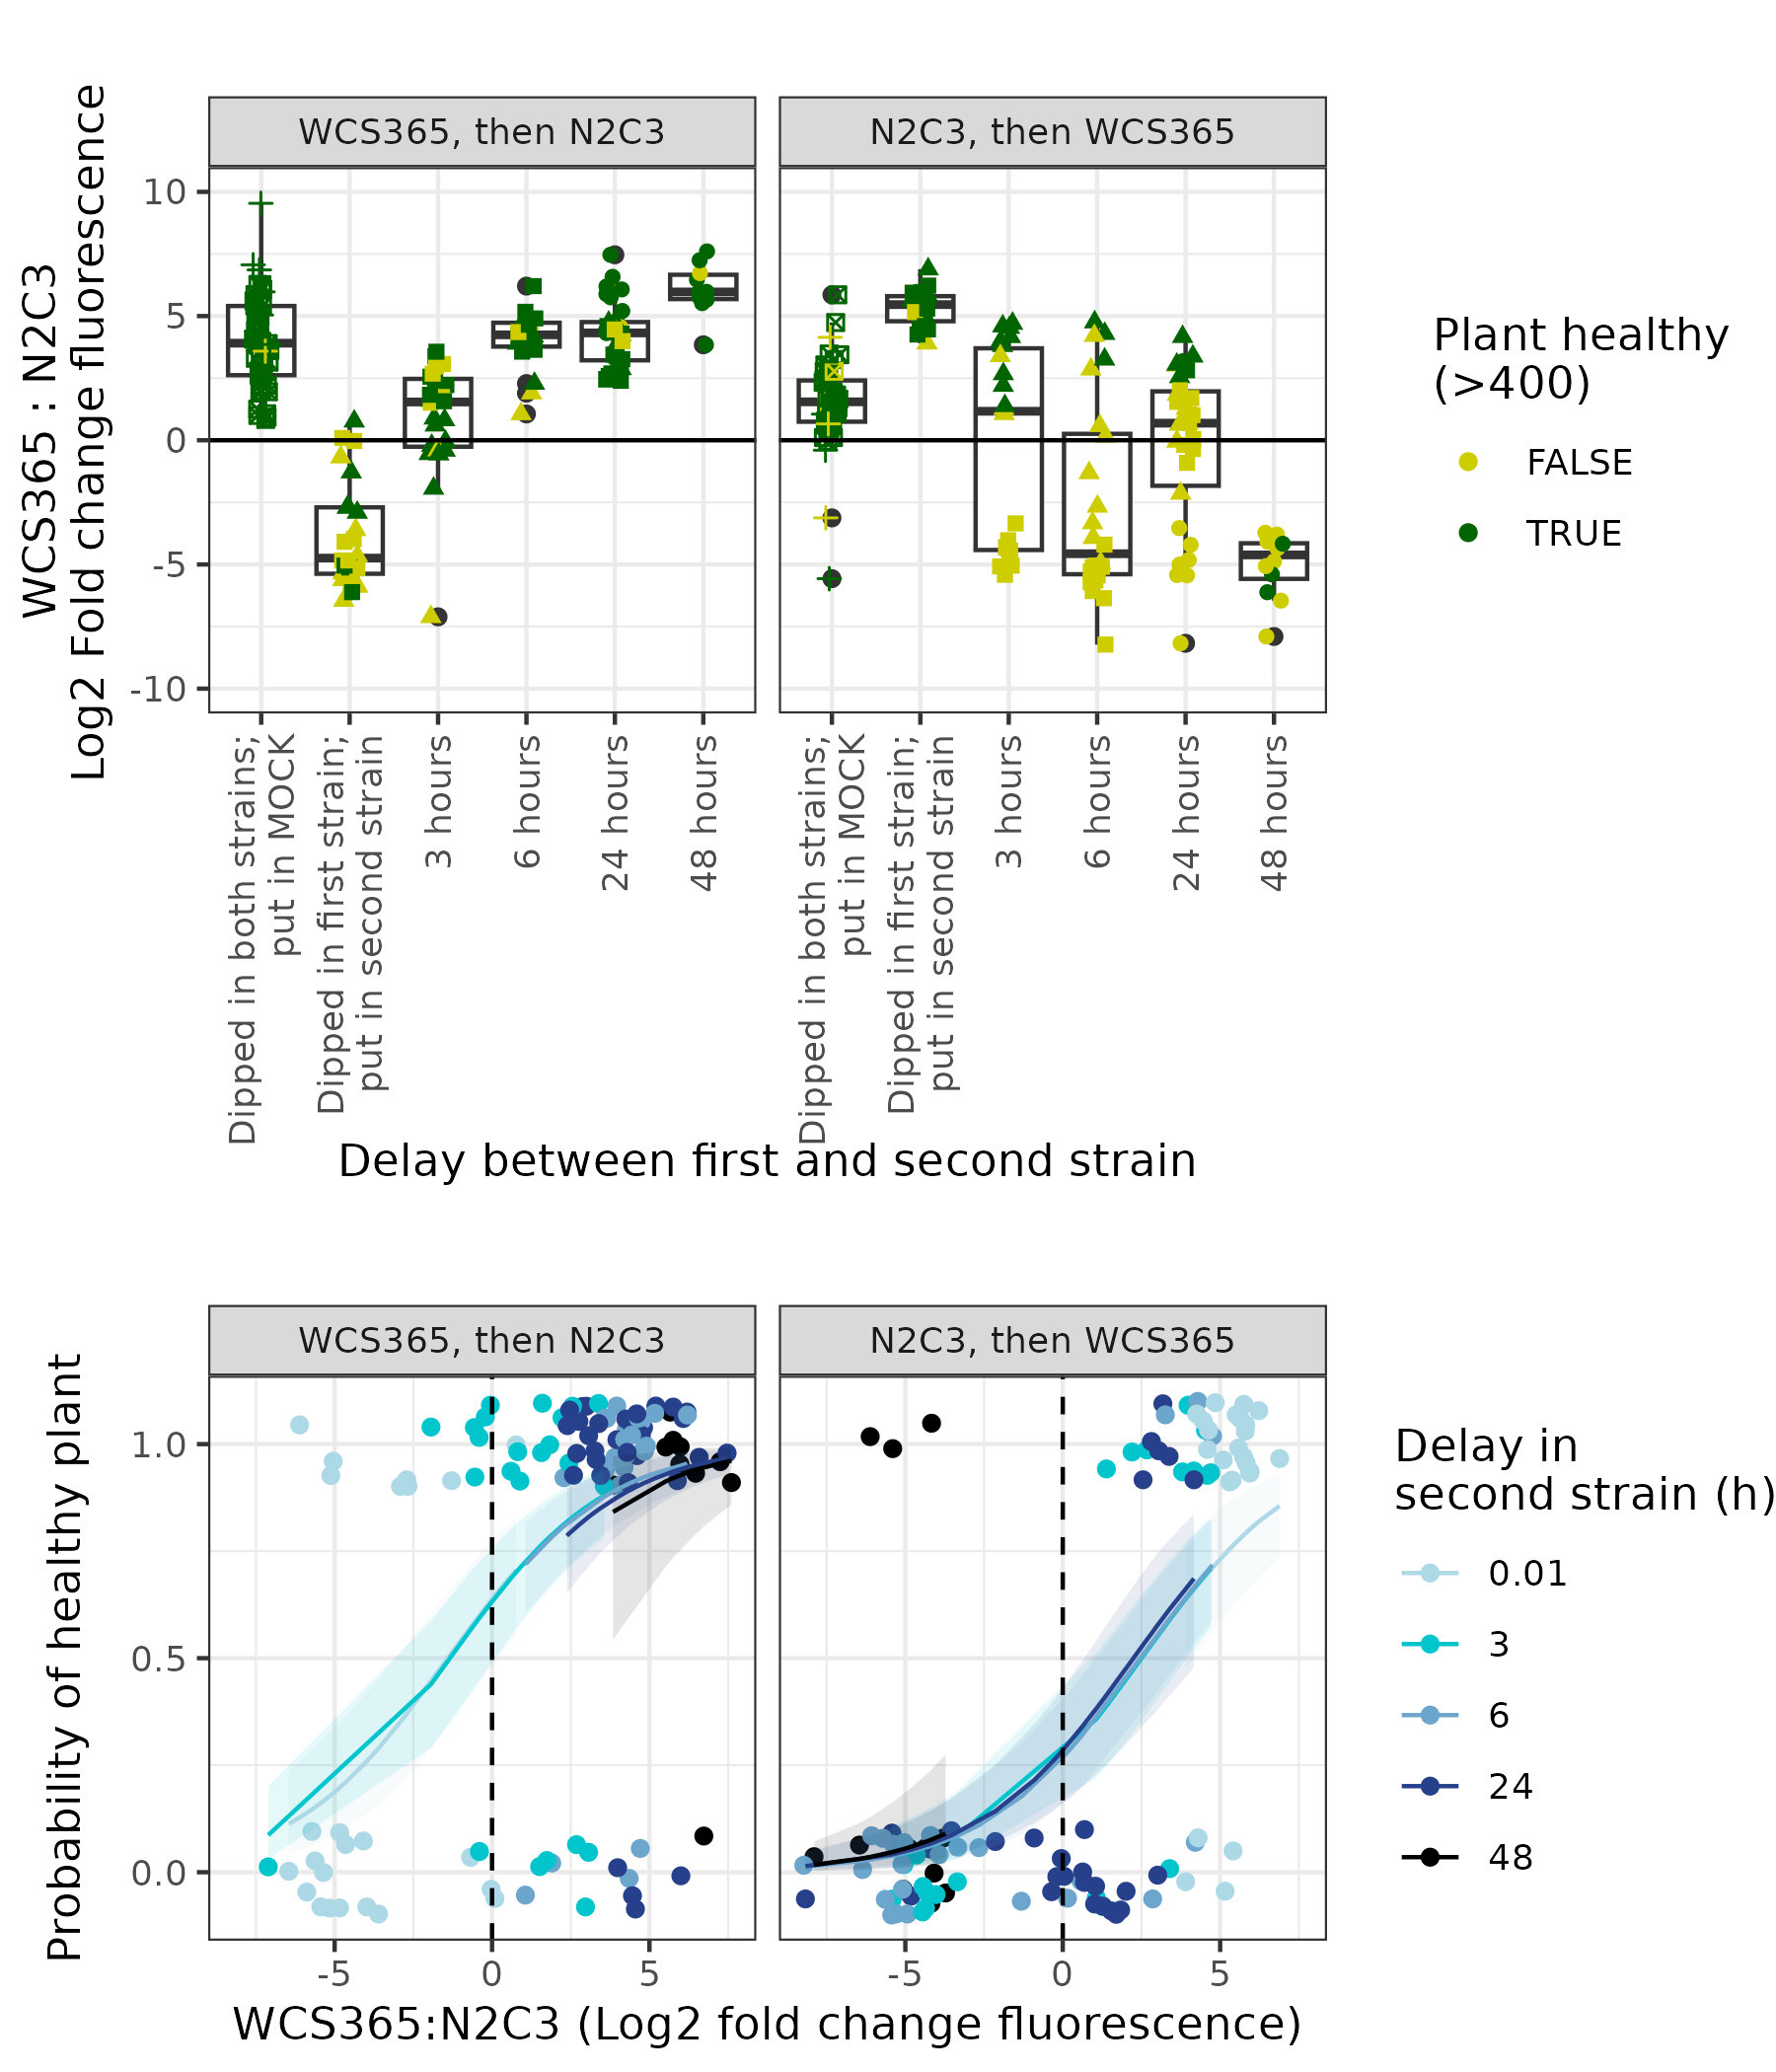 WCS365 : N2C3
Log2 Fold change fluorescence
WCS365, then N2C3
N2C3, then WCS365
10
5
0
-5
-10
Dipped in both strains;
put in MOCK
Dipped in first strain;
put in second strain
3 hours
6 hours
24 hours
48 hours
Dipped in both strains;
put in MOCK
Dipped in first strain;
put in second strain
3 hours
6 hours
24 hours
48 hours
Delay between first and second strain
Plant healthy
(>400)
FALSE
TRUE
Probability of healthy plant
WCS365, then N2C3
N2C3, then WCS365
1.0
0.5
0.0
-5
0
5
-5
0
5
WCS365:N2C3 (Log2 fold change fluorescence)
Delay in
second strain (h)
0.01
3
6
24
48